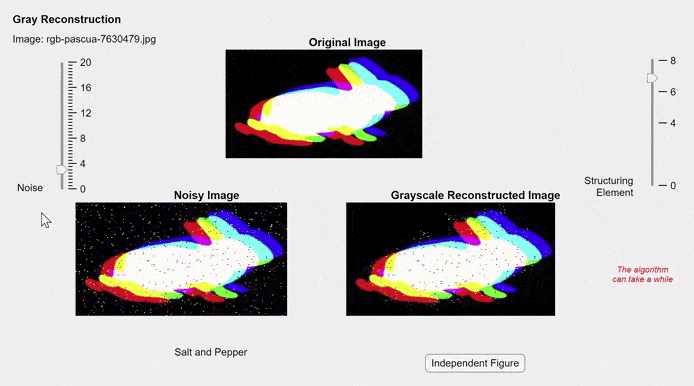 Gray Reconstruction
Image: rgb-pascua-7630479.jpg
Original Image
20
16
12
8
4
0
Noise
8
6
4
0
Structuring
Element
Noisy Image
Grayscale Reconstructed Image
The algorithm
can take a while
Salt and Pepper
Independent Figure